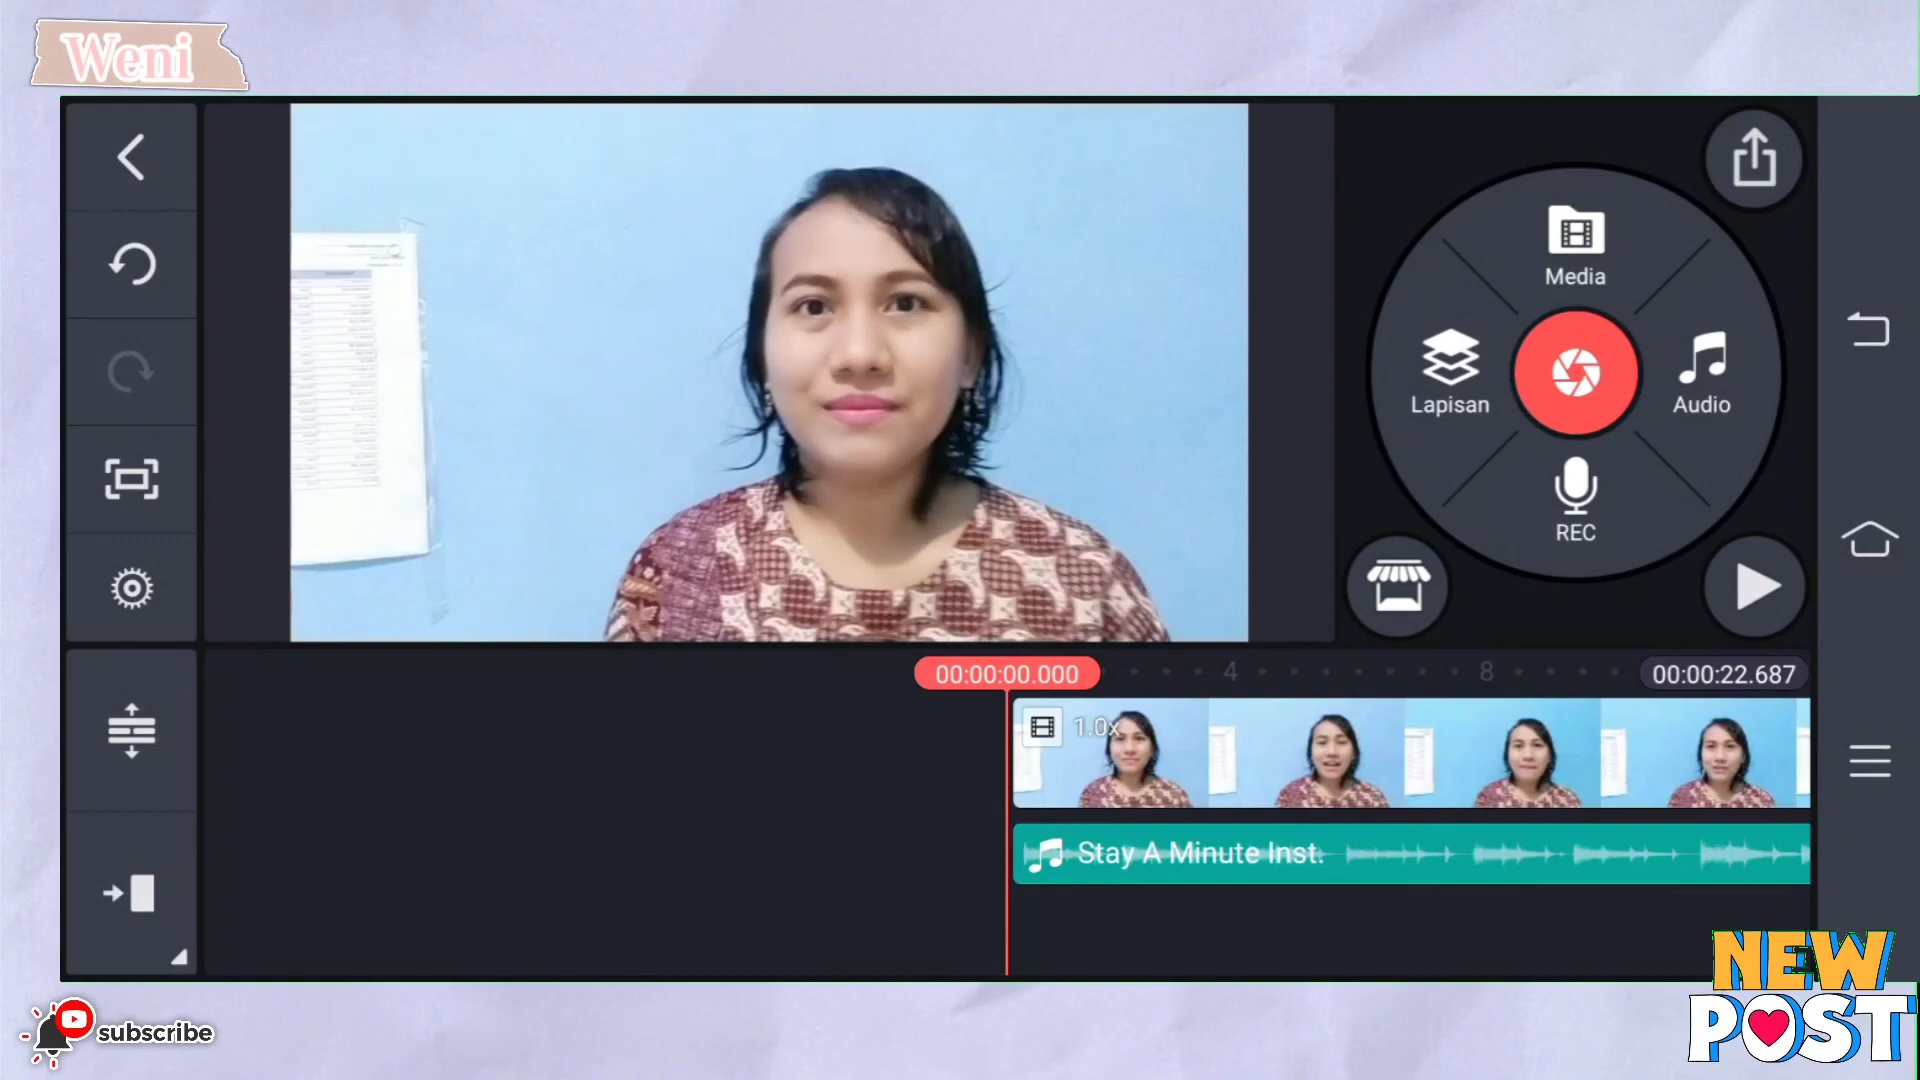 Weni
Media
Lapisan
Audio
REC
00:00:00.000
4
8
00:00:22.687
1.0x
Stay A Minute Inst.
NEW
POST
subscribe